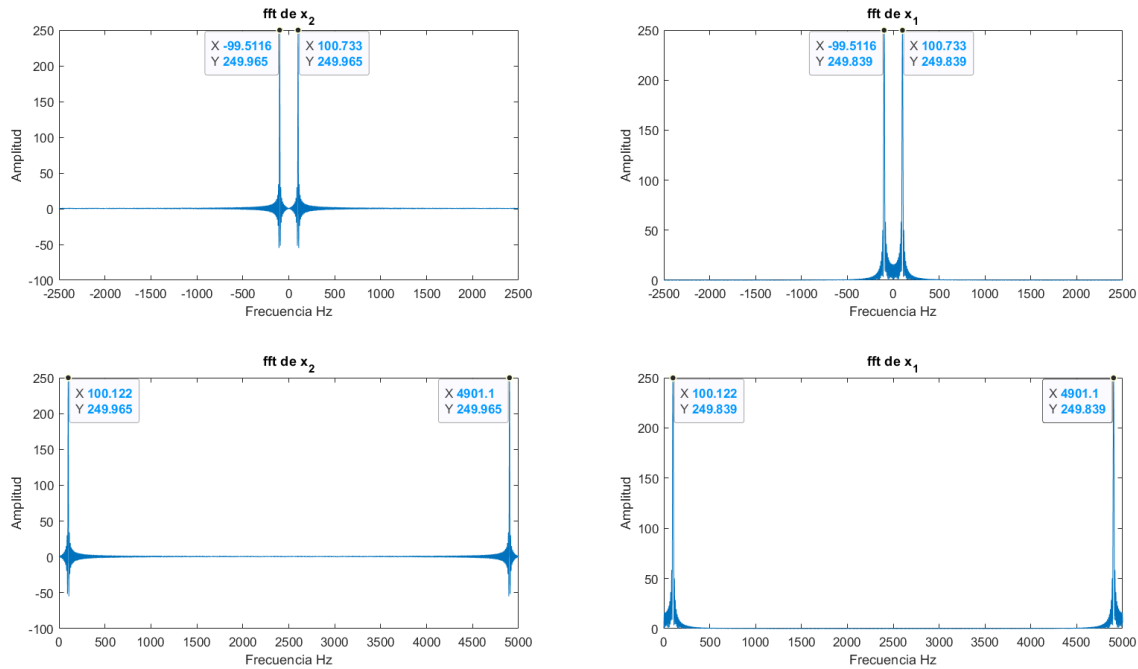 fft de x₂
X -99.5116
Y 249.965
X 100.733
Y 249.965
250
200
150
100
50
0
-50
-100
Amplitud
-2500 -2000 -1500 -1000 -500 0 500 1000 1500 2000 2500
Frecuencia Hz
fft de x₁
X -99.5116
Y 249.839
X 100.733
Y 249.839
250
200
150
100
50
0
Amplitud
-2500 -2000 -1500 -1000 -500 0 500 1000 1500 2000 2500
Frecuencia Hz
fft de x₂
X 100.122
Y 249.965
X 4901.1
Y 249.965
250
200
150
100
50
0
-50
-100
Amplitud
0 500 1000 1500 2000 2500 3000 3500 4000 4500 5000
Frecuencia Hz
fft de x₁
X 100.122
Y 249.839
X 4901.1
Y 249.839
250
200
150
100
50
0
Amplitud
0 500 1000 1500 2000 2500 3000 3500 4000 4500 5000
Frecuencia Hz